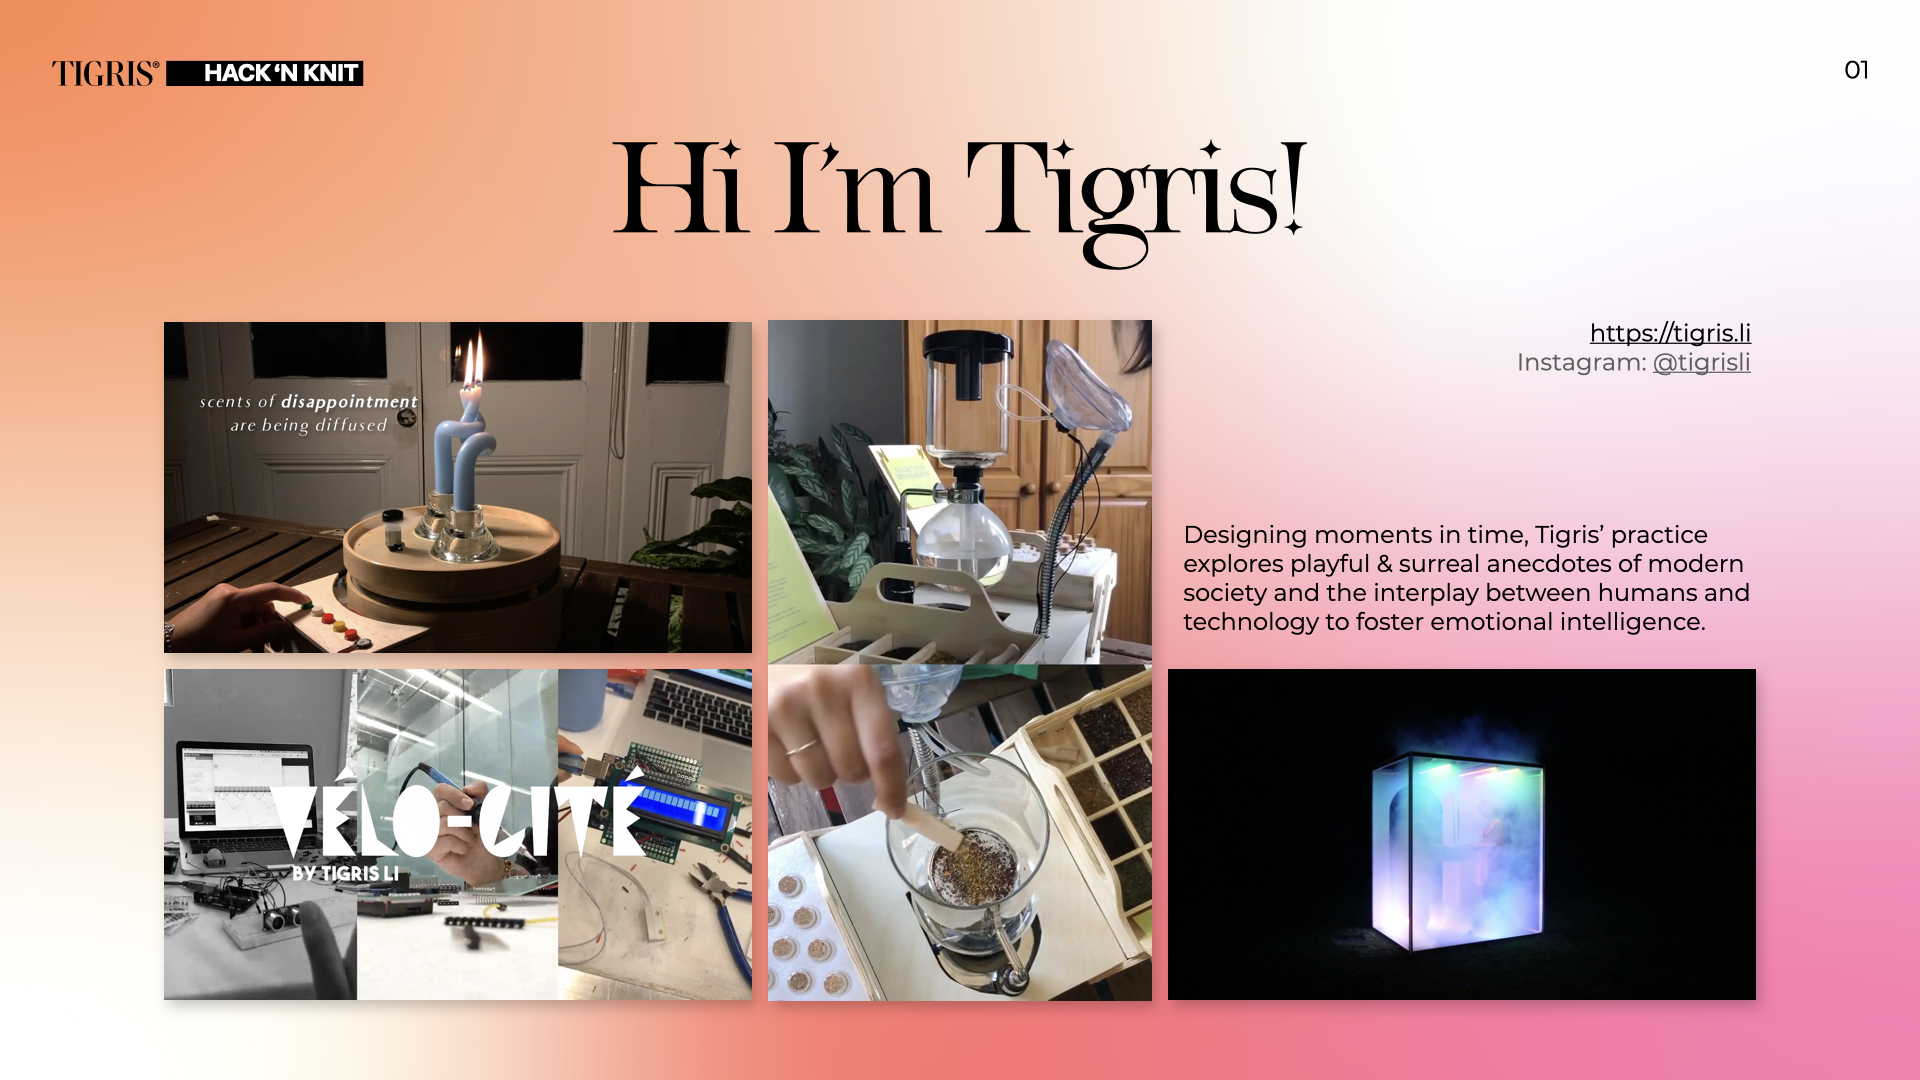 TIGRIS® HACK ‘N KNIT
01
Hi I’m Tigris!
scents of disappointment
are being diffused
https://tigris.li
Instagram: @tigrisli
Designing moments in time, Tigris’ practice
explores playful & surreal anecdotes of modern
society and the interplay between humans and
technology to foster emotional intelligence.
VÉLO-CITÉ
BY TIGRIS LI